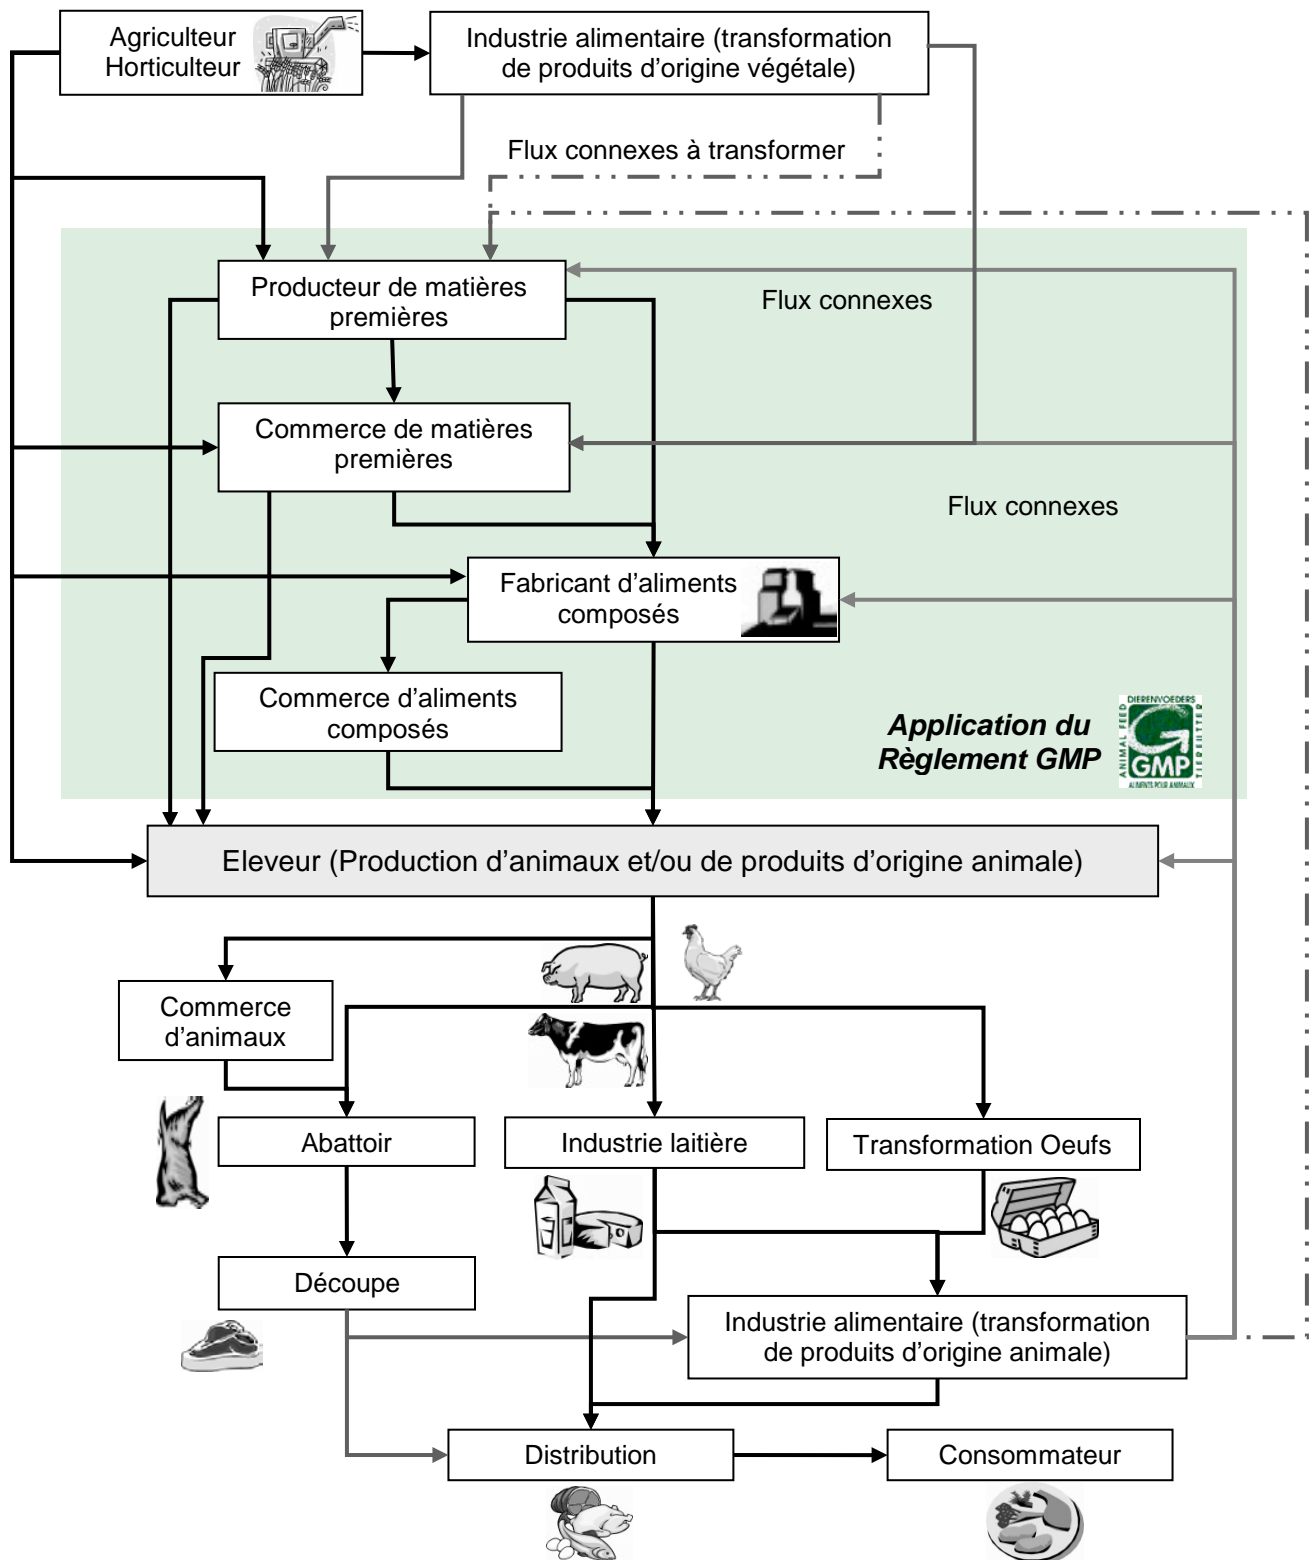 Agriculteur
Horticulteur
Industrie alimentaire (transformation
de produits d'origine végétale)
Flux connexes à transformer
Producteur de matières
premières
Flux connexes
Commerce de matières
premières
Flux connexes
Fabricant d'aliments
composés
Commerce d'aliments
composés
Application du
Règlement GMP
DIERENVOEDERS
ANIMAL FEED
TIERFUTTER
GMP
ALIMENTS POUR ANIMAUX
Eleveur (Production d'animaux et/ou de produits d'origine animale)
Commerce
d'animaux
Abattoir
Industrie laitière
Transformation Oeufs
Découpe
Industrie alimentaire (transformation
de produits d'origine animale)
Distribution
Consommateur